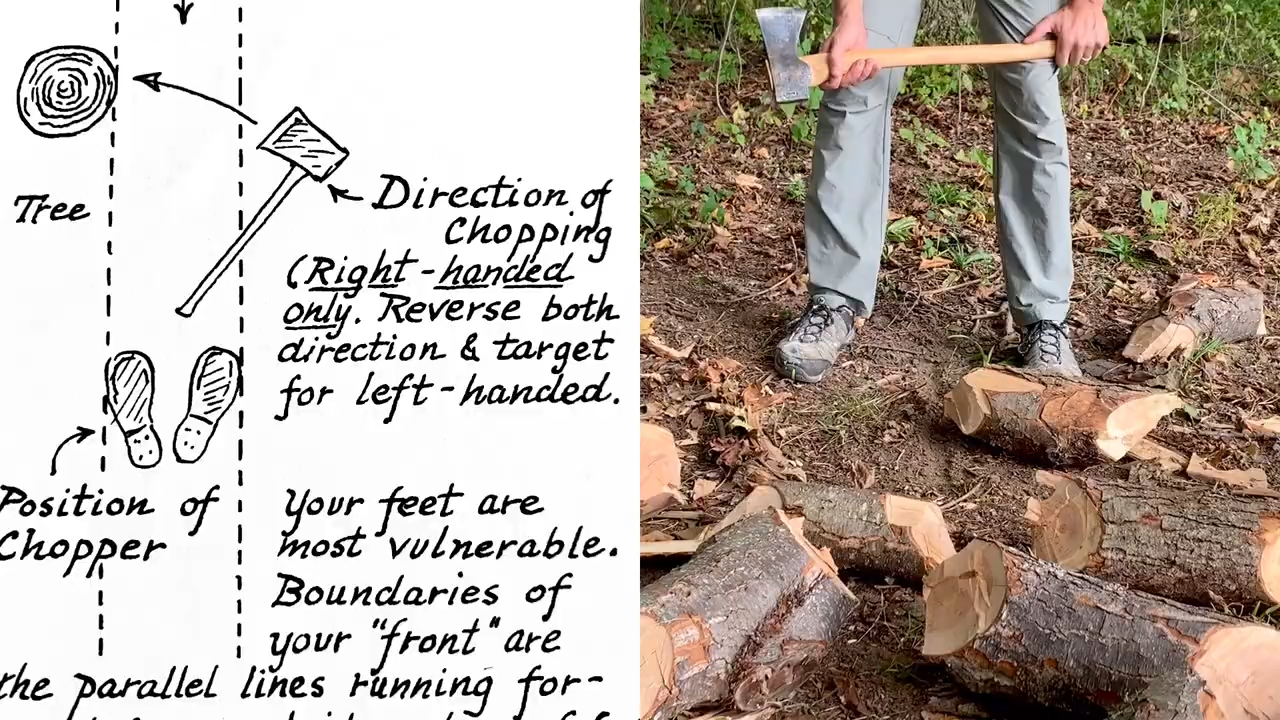 Tree
Direction of
Chopping
(Right-handed
only. Reverse both
direction & target
for left-handed.
Position of
Chopper
Your feet are
most vulnerable.
Boundaries of
your "front" are
the parallel lines running for-